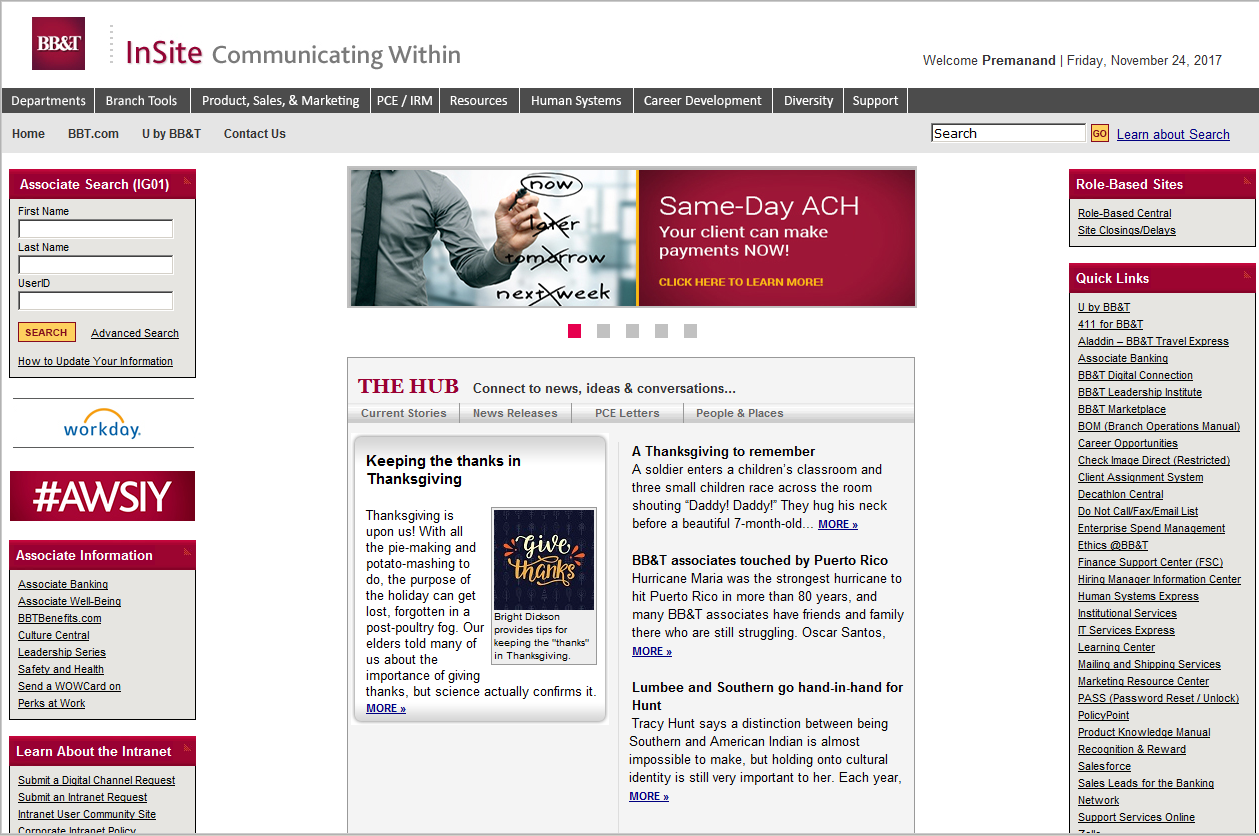 BB&T
InSite Communicating Within
Welcome Premanand | Friday, November 24, 2017
Departments Branch Tools Product, Sales, & Marketing PCE / IRM Resources Human Systems Career Development Diversity Support
Home BBT.com U by BB&T Contact Us
Search GO Learn about Search
Associate Search (IG01)
First Name
Last Name
UserID
SEARCH Advanced Search
How to Update Your Information
workday.
#AWSIY
Associate Information
Associate Banking
Associate Well-Being
BBTBenefits.com
Culture Central
Leadership Series
Safety and Health
Send a WOWCard on
Perks at Work
Learn About the Intranet
Submit a Digital Channel Request
Submit an Intranet Request
Intranet User Community Site
Corporate Intranet Policy
now
later
tomorrow
next week
Same-Day ACH
Your client can make
payments NOW!
CLICK HERE TO LEARN MORE!
THE HUB Connect to news, ideas & conversations...
Current Stories News Releases PCE Letters People & Places
Keeping the thanks in
Thanksgiving
Thanksgiving is
upon us! With all
the pie-making and
potato-mashing to
do, the purpose of
the holiday can get
lost, forgotten in a
post-poultry fog. Our
elders told many of
us about the
importance of giving
thanks, but science actually confirms it.
MORE »
Give
thanks
Bright Dickson
provides tips for
keeping the "thanks"
in Thanksgiving.
A Thanksgiving to remember
A soldier enters a children’s classroom and
three small children race across the room
shouting “Daddy! Daddy!” They hug his neck
before a beautiful 7-month-old... MORE »
BB&T associates touched by Puerto Rico
Hurricane Maria was the strongest hurricane to
hit Puerto Rico in more than 80 years, and
many BB&T associates have friends and family
there who are still struggling. Oscar Santos,
MORE »
Lumbee and Southern go hand-in-hand for
Hunt
Tracy Hunt says a distinction between being
Southern and American Indian is almost
impossible to make, but holding onto cultural
identity is still very important to her. Each year,
MORE »
Role-Based Sites
Role-Based Central
Site Closings/Delays
Quick Links
U by BB&T
411 for BB&T
Aladdin – BB&T Travel Express
Associate Banking
BB&T Digital Connection
BB&T Leadership Institute
BB&T Marketplace
BOM (Branch Operations Manual)
Career Opportunities
Check Image Direct (Restricted)
Client Assignment System
Decathlon Central
Do Not Call/Fax/Email List
Enterprise Spend Management
Ethics @BB&T
Finance Support Center (FSC)
Hiring Manager Information Center
Human Systems Express
Institutional Services
IT Services Express
Learning Center
Mailing and Shipping Services
Marketing Resource Center
PASS (Password Reset / Unlock)
PolicyPoint
Product Knowledge Manual
Recognition & Reward
Salesforce
Sales Leads for the Banking
Network
Support Services Online
Zelle